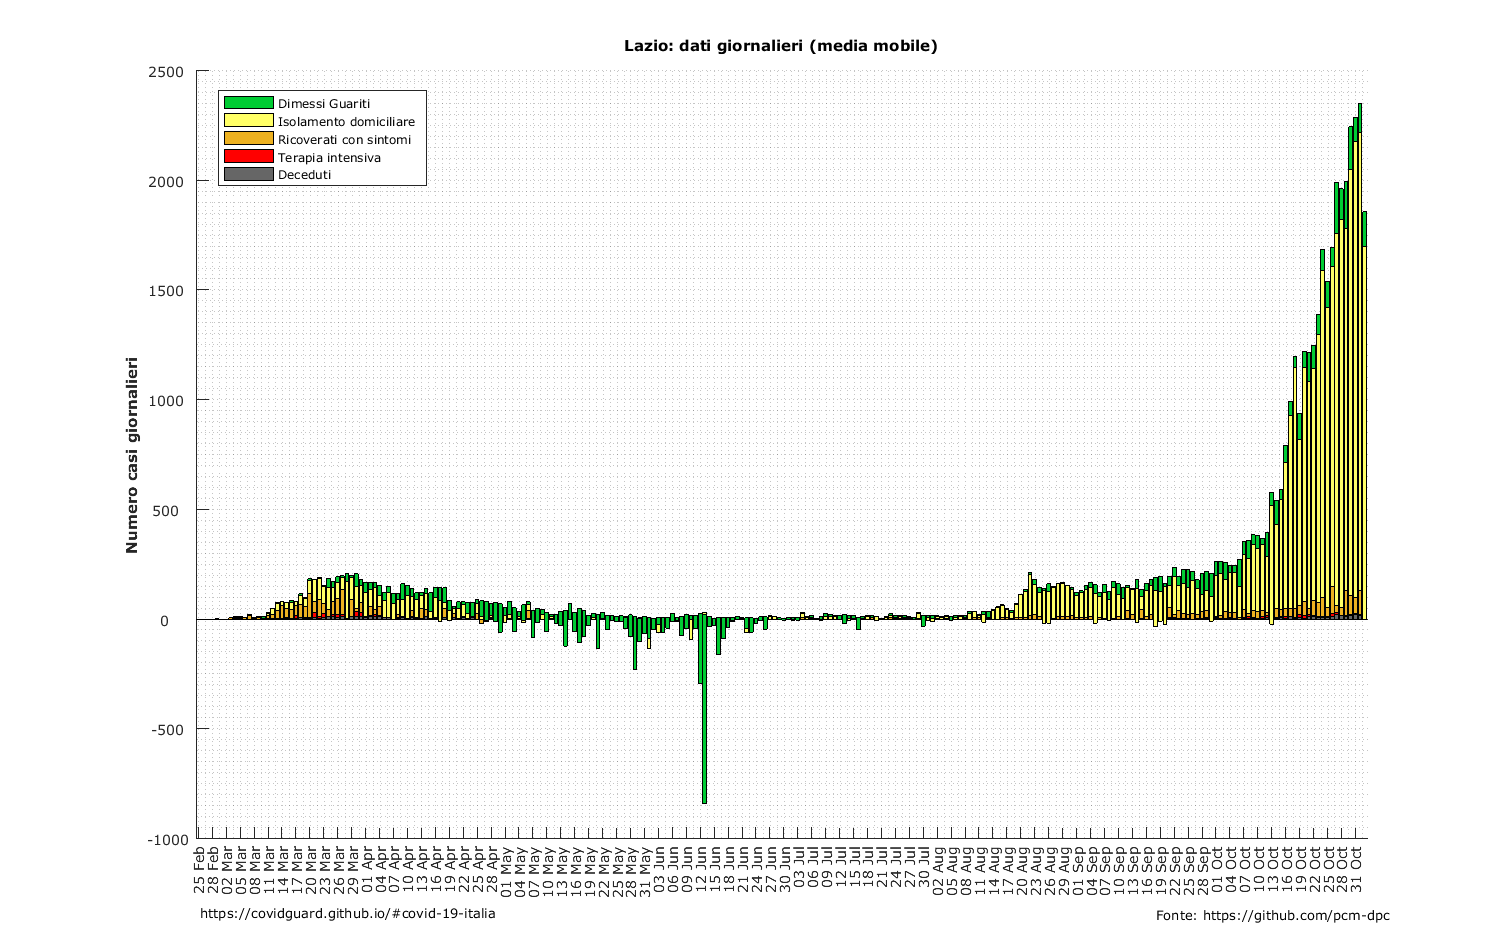 Lazio: dati giornalieri (media mobile)
Numero casi giornalieri
2500
2000
1500
1000
500
0
-500
-1000
Dimessi Guariti
Isolamento domiciliare
Ricoverati con sintomi
Terapia intensiva
Deceduti
25 Feb
28 Feb
02 Mar
05 Mar
08 Mar
11 Mar
14 Mar
17 Mar
20 Mar
23 Mar
26 Mar
29 Mar
01 Apr
04 Apr
07 Apr
10 Apr
13 Apr
16 Apr
19 Apr
22 Apr
25 Apr
28 Apr
01 May
04 May
07 May
10 May
13 May
16 May
19 May
22 May
25 May
28 May
31 May
03 Jun
06 Jun
09 Jun
12 Jun
15 Jun
18 Jun
21 Jun
24 Jun
27 Jun
30 Jun
03 Jul
06 Jul
09 Jul
12 Jul
15 Jul
18 Jul
21 Jul
24 Jul
27 Jul
30 Jul
02 Aug
05 Aug
08 Aug
11 Aug
14 Aug
17 Aug
20 Aug
23 Aug
26 Aug
29 Aug
01 Sep
04 Sep
07 Sep
10 Sep
13 Sep
16 Sep
19 Sep
22 Sep
25 Sep
28 Sep
01 Oct
04 Oct
07 Oct
10 Oct
13 Oct
16 Oct
19 Oct
22 Oct
25 Oct
28 Oct
31 Oct
https://covidguard.github.io/#covid-19-italia
Fonte: https://github.com/pcm-dpc